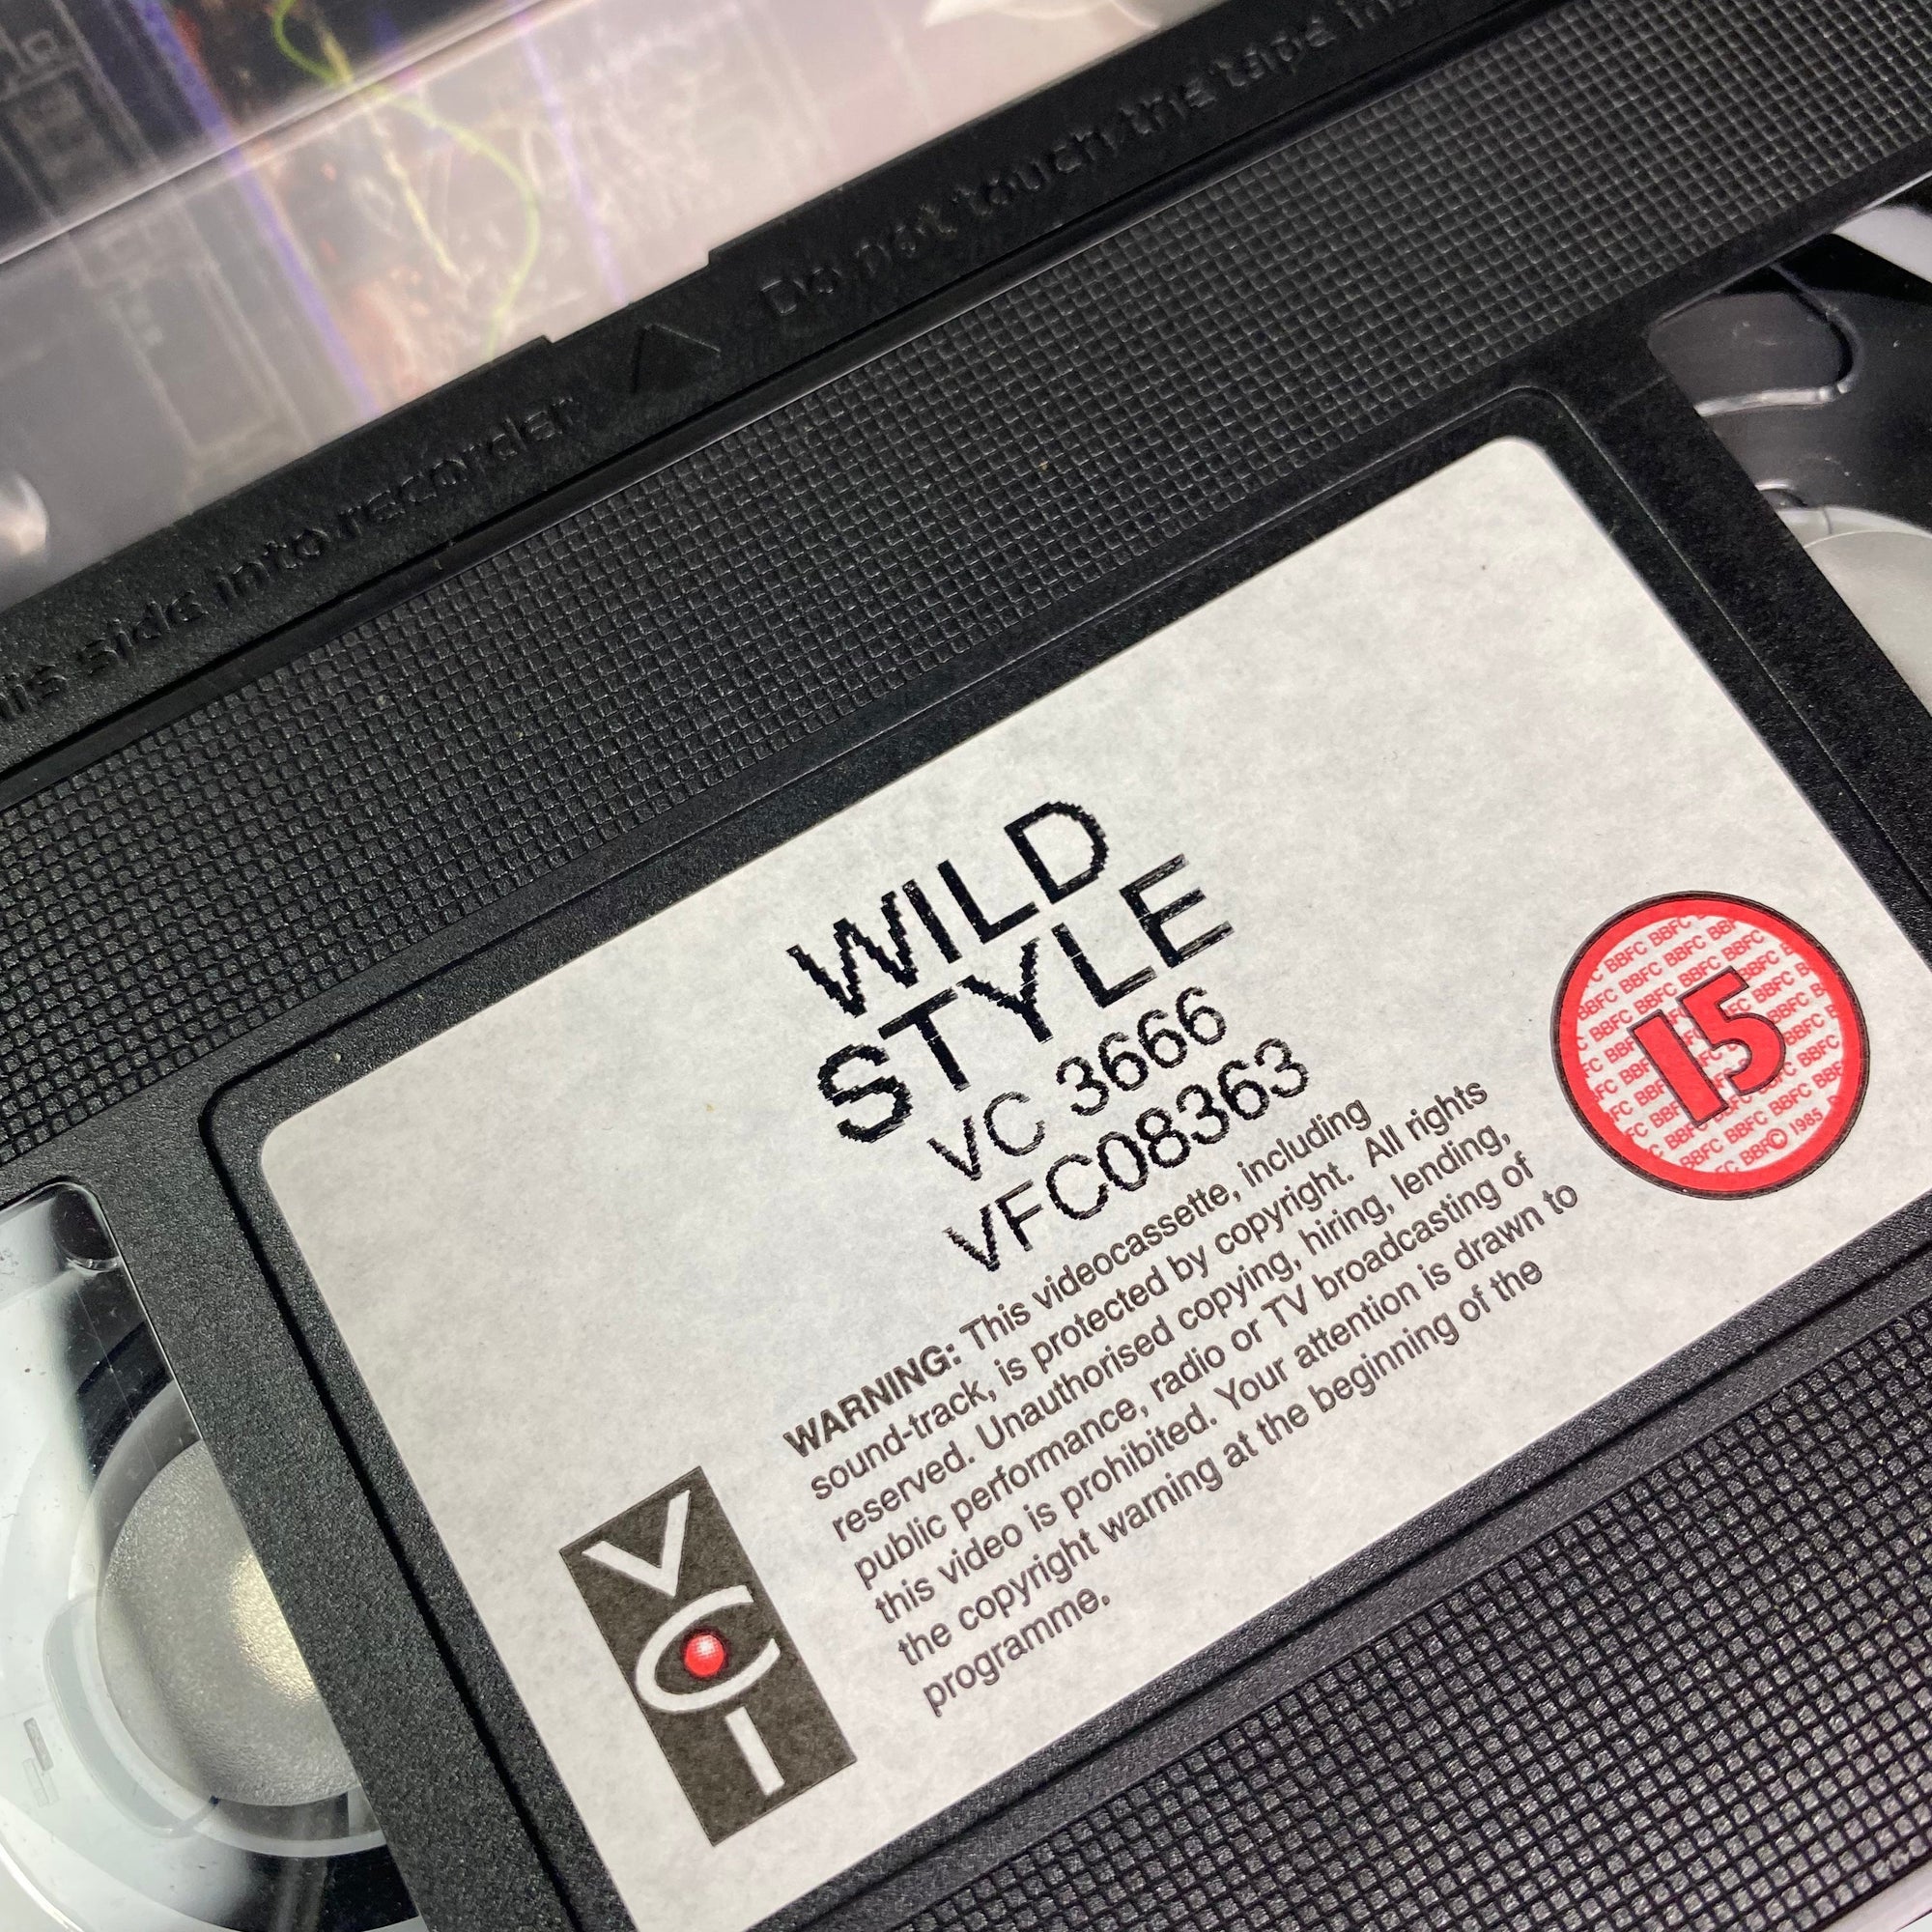 Do not touch the tape
side into recorder
WILD
STYLE
VC 3666
VFC08363
WARNING: This videocassette, including
sound-track, is protected by copyright. All rights
reserved. Unauthorised copying, hiring, lending,
public performance, radio or TV broadcasting of
this video is prohibited. Your attention is drawn to
the copyright warning at the beginning of the
programme.
VCI
15
BBFC BBFC BBFC
© 1985